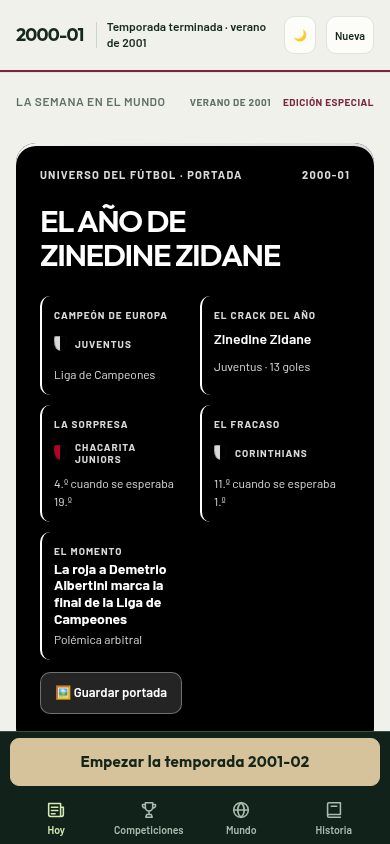 2000-01
Temporada terminada · verano
de 2001
🌙
Nueva
LA SEMANA EN EL MUNDO
VERANO DE 2001
EDICIÓN ESPECIAL
UNIVERSO DEL FÚTBOL · PORTADA
2000-01
EL AÑO DE
ZINEDINE ZIDANE
CAMPEÓN DE EUROPA
JUVENTUS
Liga de Campeones
EL CRACK DEL AÑO
Zinedine Zidane
Juventus · 13 goles
LA SORPRESA
CHACARITA
JUNIORS
4.º cuando se esperaba
19.º
EL FRACASO
CORINTHIANS
11.º cuando se esperaba
1.º
EL MOMENTO
La roja a Demetrio
Albertini marca la
final de la Liga de
Campeones
Polémica arbitral
🖼️ Guardar portada
Empezar la temporada 2001-02
Hoy
Competiciones
Mundo
Historia